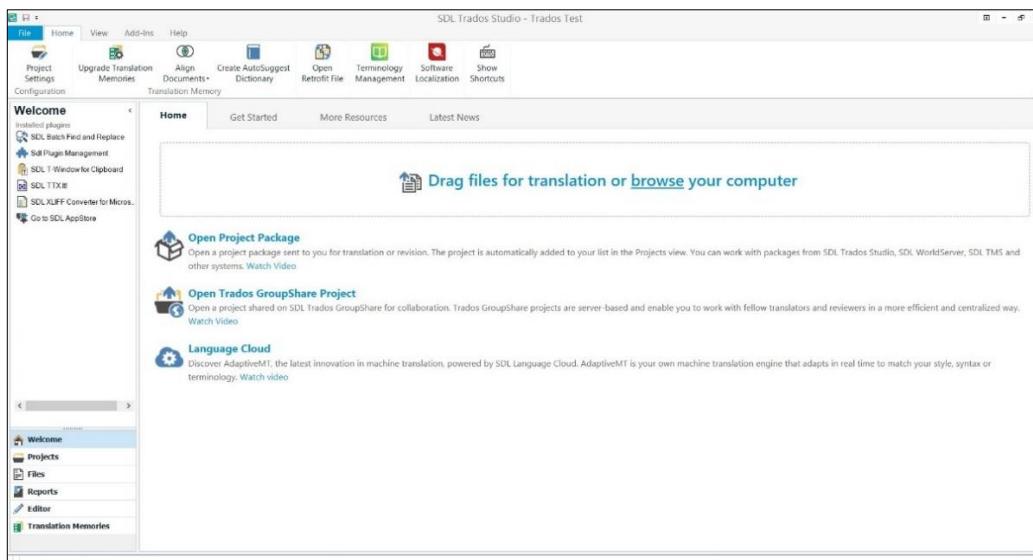 SDL Trados Studio - Trados Test
File Home View Add-Ins Help
Project Settings
Upgrade Translation Memories
Align Documents
Create AutoSuggest Dictionary
Open Retrofit File
Terminology Management
Software Localization
Show Shortcuts
Configuration
Translation Memory
Welcome
Installed plugins
SDL Batch Find and Replace
Sdl Plugin Management
SDL T-Window for Clipboard
SDL TTX it!
SDL XLIFF Converter for Micros...
Go to SDL AppStore
Home Get Started More Resources Latest News
Drag files for translation or browse your computer
Open Project Package
Open a project package sent to you for translation or revision. The project is automatically added to your list in the Projects view. You can work with packages from SDL Trados Studio, SDL WorldServer, SDL TMS and
other systems. Watch Video
Open Trados GroupShare Project
Open a project shared on SDL Trados GroupShare for collaboration. Trados GroupShare projects are server-based and enable you to work with fellow translators and reviewers in a more efficient and centralized way.
Watch Video
Language Cloud
Discover AdaptiveMT, the latest innovation in machine translation, powered by SDL Language Cloud. AdaptiveMT is your own machine translation engine that adapts in real time to match your style, syntax or
terminology. Watch video
Welcome
Projects
Files
Reports
Editor
Translation Memories